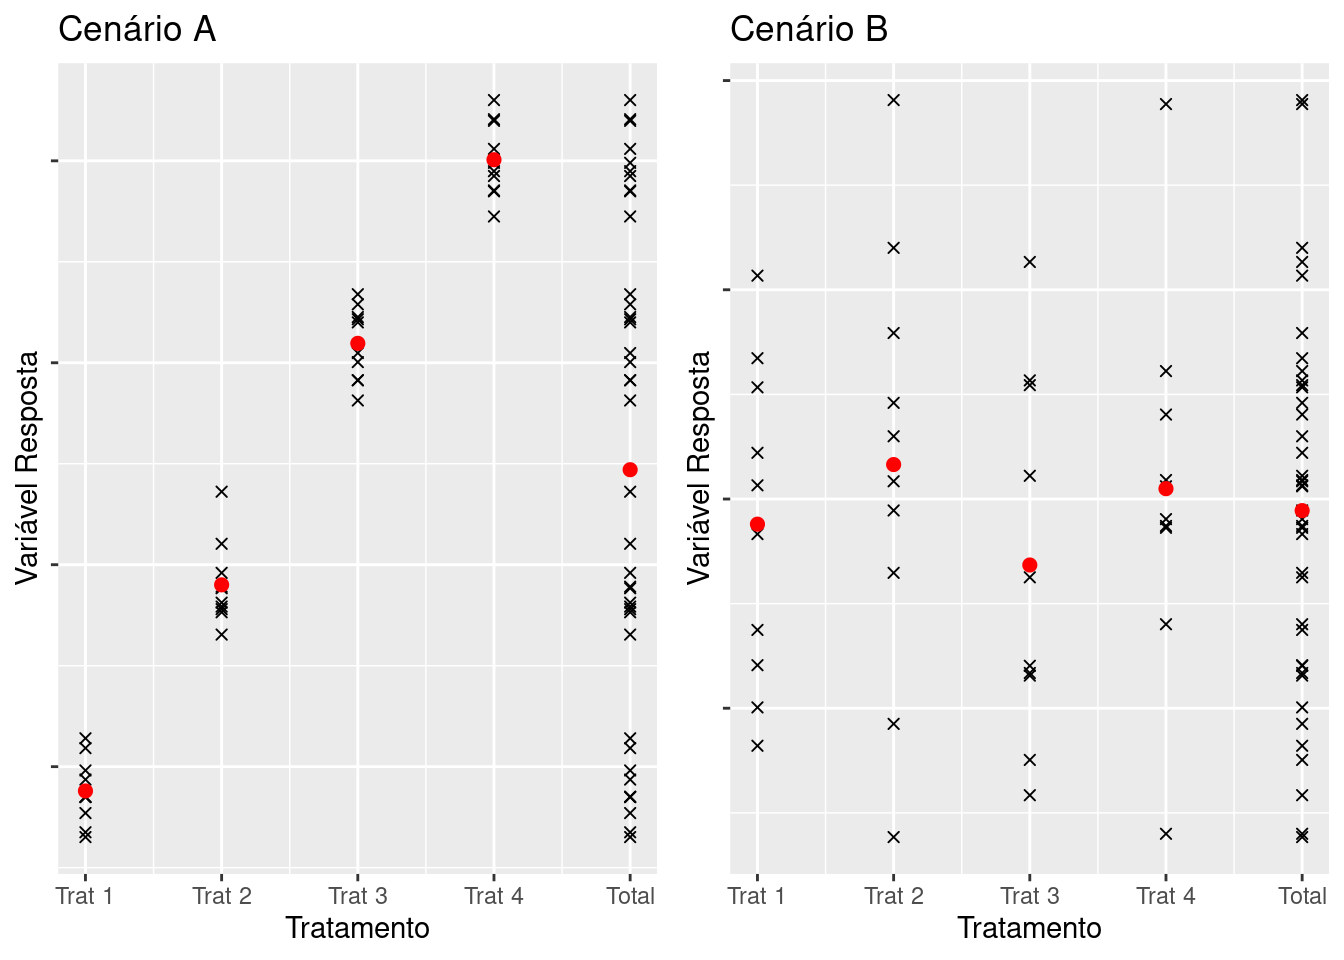 Cenário A
Variável Resposta
Trat 1
Trat 2
Trat 3
Trat 4
Total
Tratamento
Cenário B
Variável Resposta
Trat 1
Trat 2
Trat 3
Trat 4
Total
Tratamento